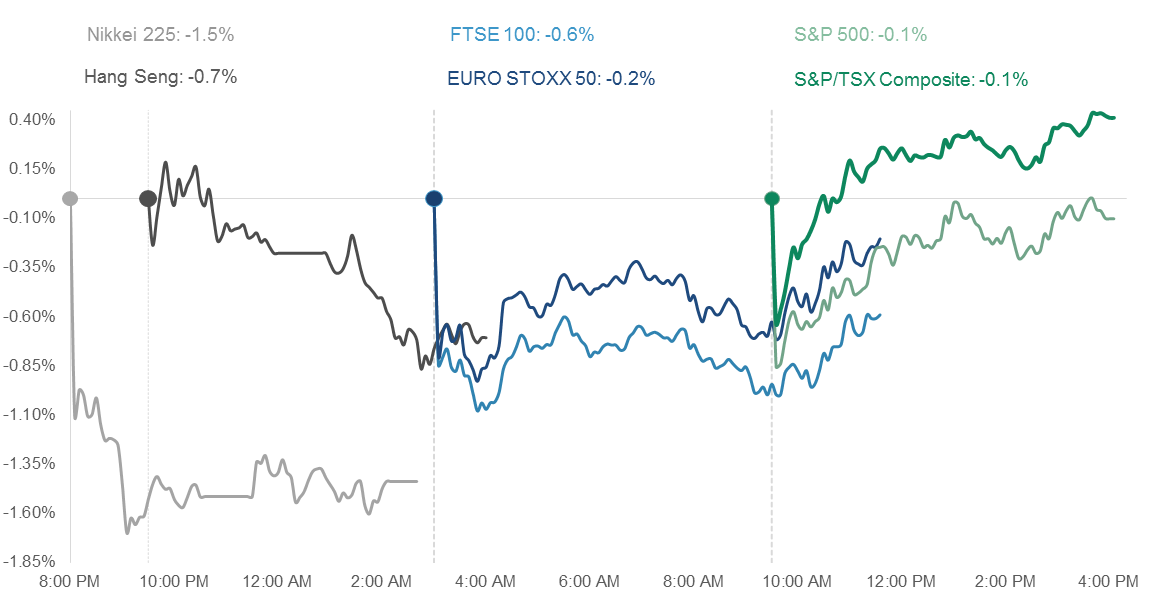 Nikkei 225: -1.5%
FTSE 100: -0.6%
S&P 500: -0.1%
Hang Seng: -0.7%
EURO STOXX 50: -0.2%
S&P/TSX Composite: -0.1%
0.40%
0.15%
-0.10%
-0.35%
-0.60%
-0.85%
-1.10%
-1.35%
-1.60%
-1.85%
8:00 PM
10:00 PM
12:00 AM
2:00 AM
4:00 AM
6:00 AM
8:00 AM
10:00 AM
12:00 PM
2:00 PM
4:00 PM